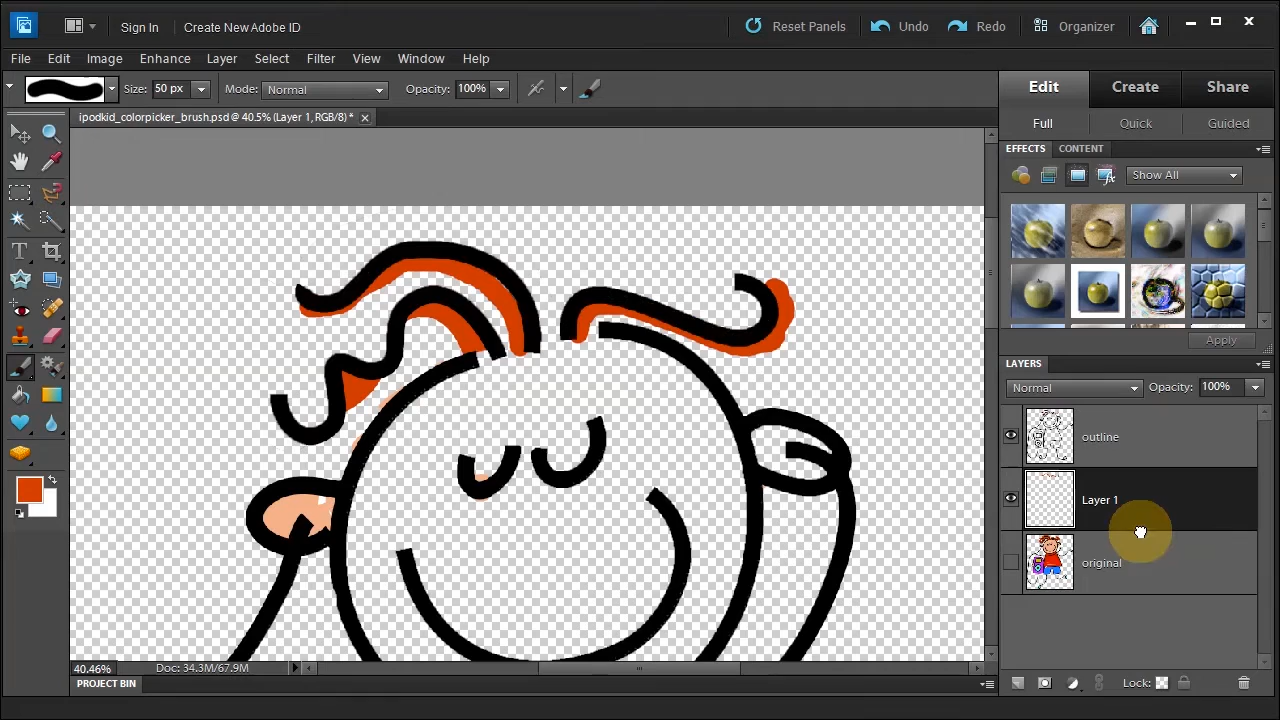 Sign In
Create New Adobe ID
Reset Panels
Undo
Redo
Organizer
File Edit Image Enhance Layer Select Filter View Window Help
Size: 50 px Mode: Normal Opacity: 100%
Edit Create Share
ipodkid_colorpicker_brush.psd @ 40.5% (Layer 1, RGB/8) *
Full Quick Guided
EFFECTS CONTENT
Show All
Apply
LAYERS
Normal Opacity: 100%
outline
Layer 1
original
40.46% Doc: 34.3M/67.9M
PROJECT BIN
Lock: